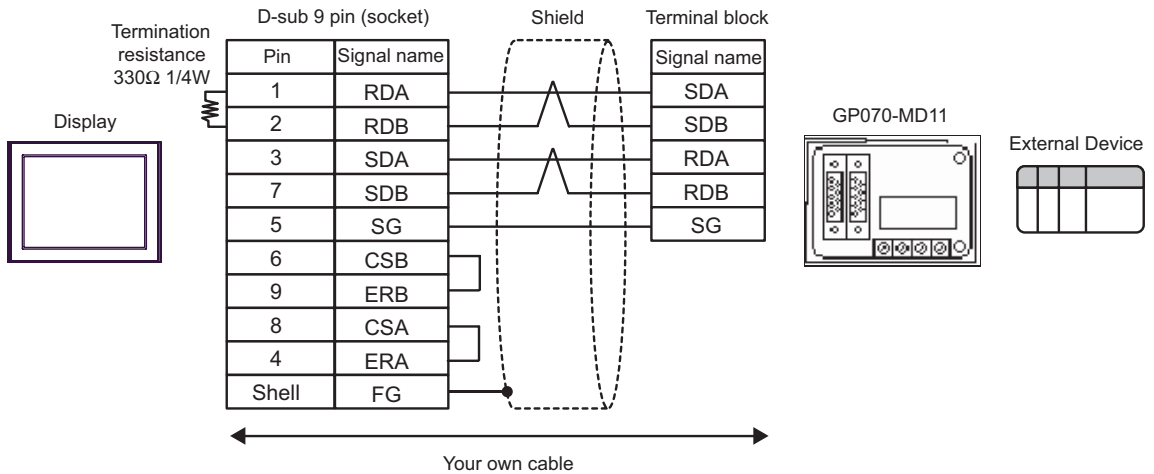 D-sub 9 pin (socket)
Shield
Terminal block
Termination
resistance
330Ω 1/4W
Pin Signal name
1 RDA
2 RDB
3 SDA
7 SDB
5 SG
6 CSB
9 ERB
8 CSA
4 ERA
Shell FG
Signal name
SDA
SDB
RDA
RDB
SG
Display
GP070-MD11
External Device
Your own cable